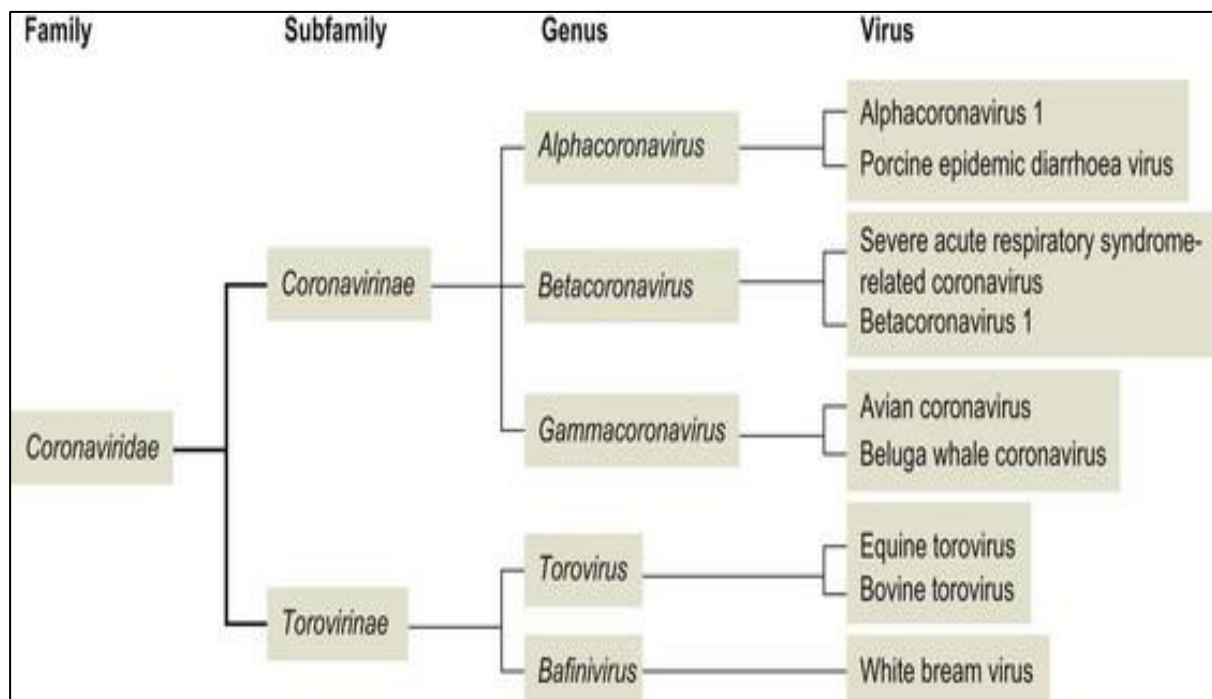 Family Subfamily Genus Virus
Alphacoronavirus
Alphacoronavirus 1
Porcine epidemic diarrhoea virus
Coronavirinae
Betacoronavirus
Severe acute respiratory syndrome-
related coronavirus
Betacoronavirus 1
Gammacoronavirus
Avian coronavirus
Beluga whale coronavirus
Coronaviridae
Torovirinae
Torovirus
Equine torovirus
Bovine torovirus
Bafinivirus
White bream virus